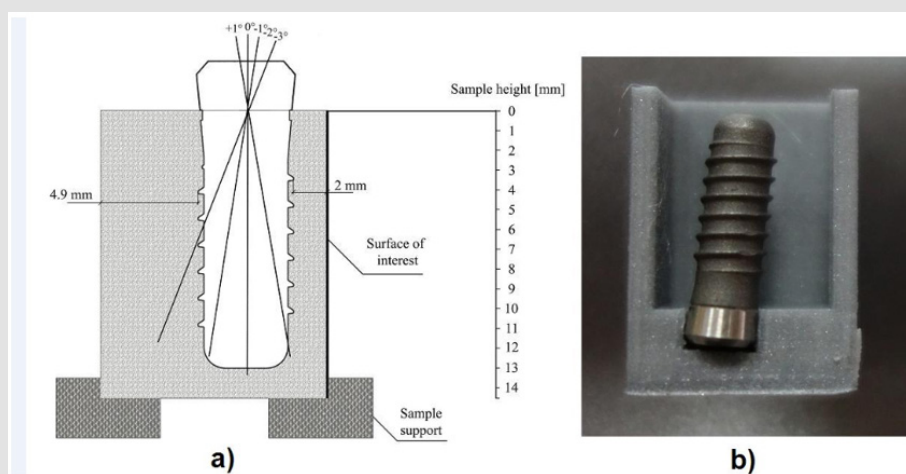 +1° 0° -1° -2° -3°
Sample height [mm]
0
1
2
3
4
5
6
7
8
9
10
11
12
13
14
4.9 mm
2 mm
Surface of
interest
Sample
support
a)
b)